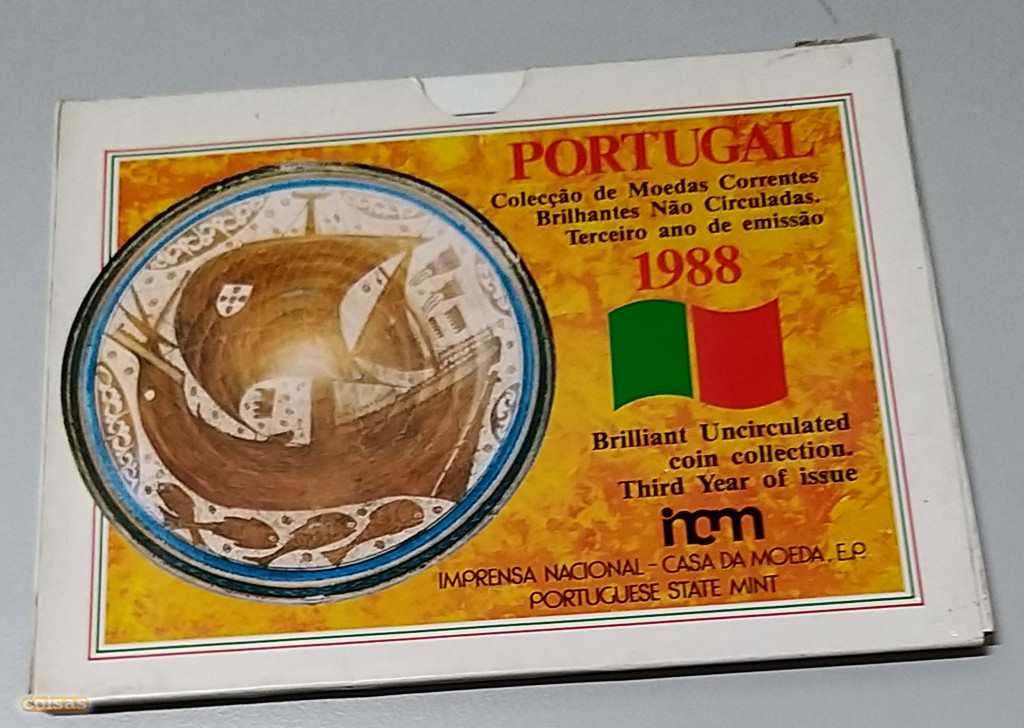 PORTUGAL
Colecção de Moedas Correntes
Brilhantes Não Circuladas.
Terceiro ano de emissão
1988
Brilliant Uncirculated
coin collection.
Third Year of issue
incm
IMPRENSA NACIONAL - CASA DA MOEDA, E.P.
PORTUGUESE STATE MINT
coisas